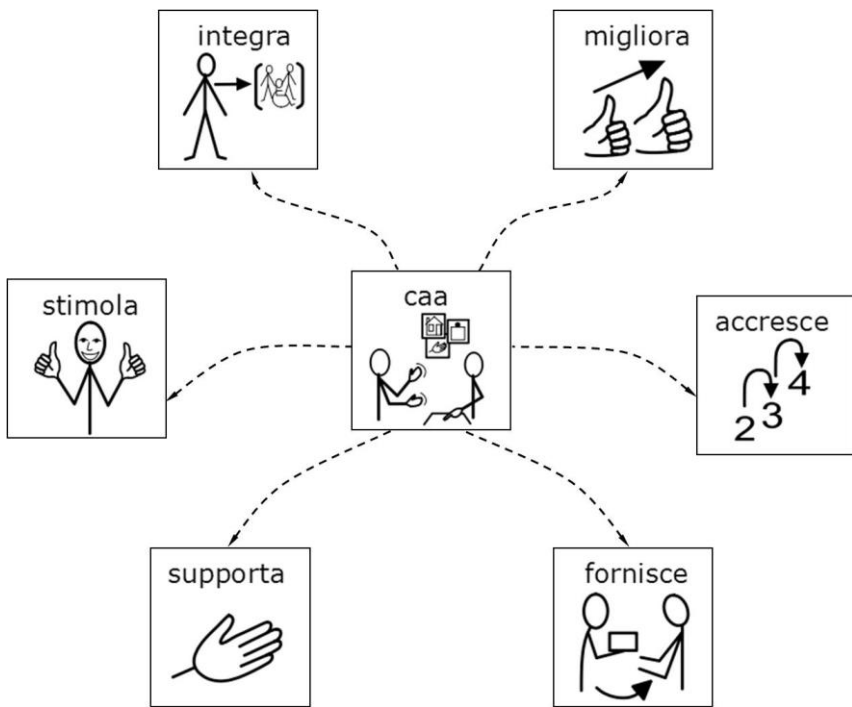 integra
migliora
stimola
caa
accresce
2 3 4
supporta
fornisce